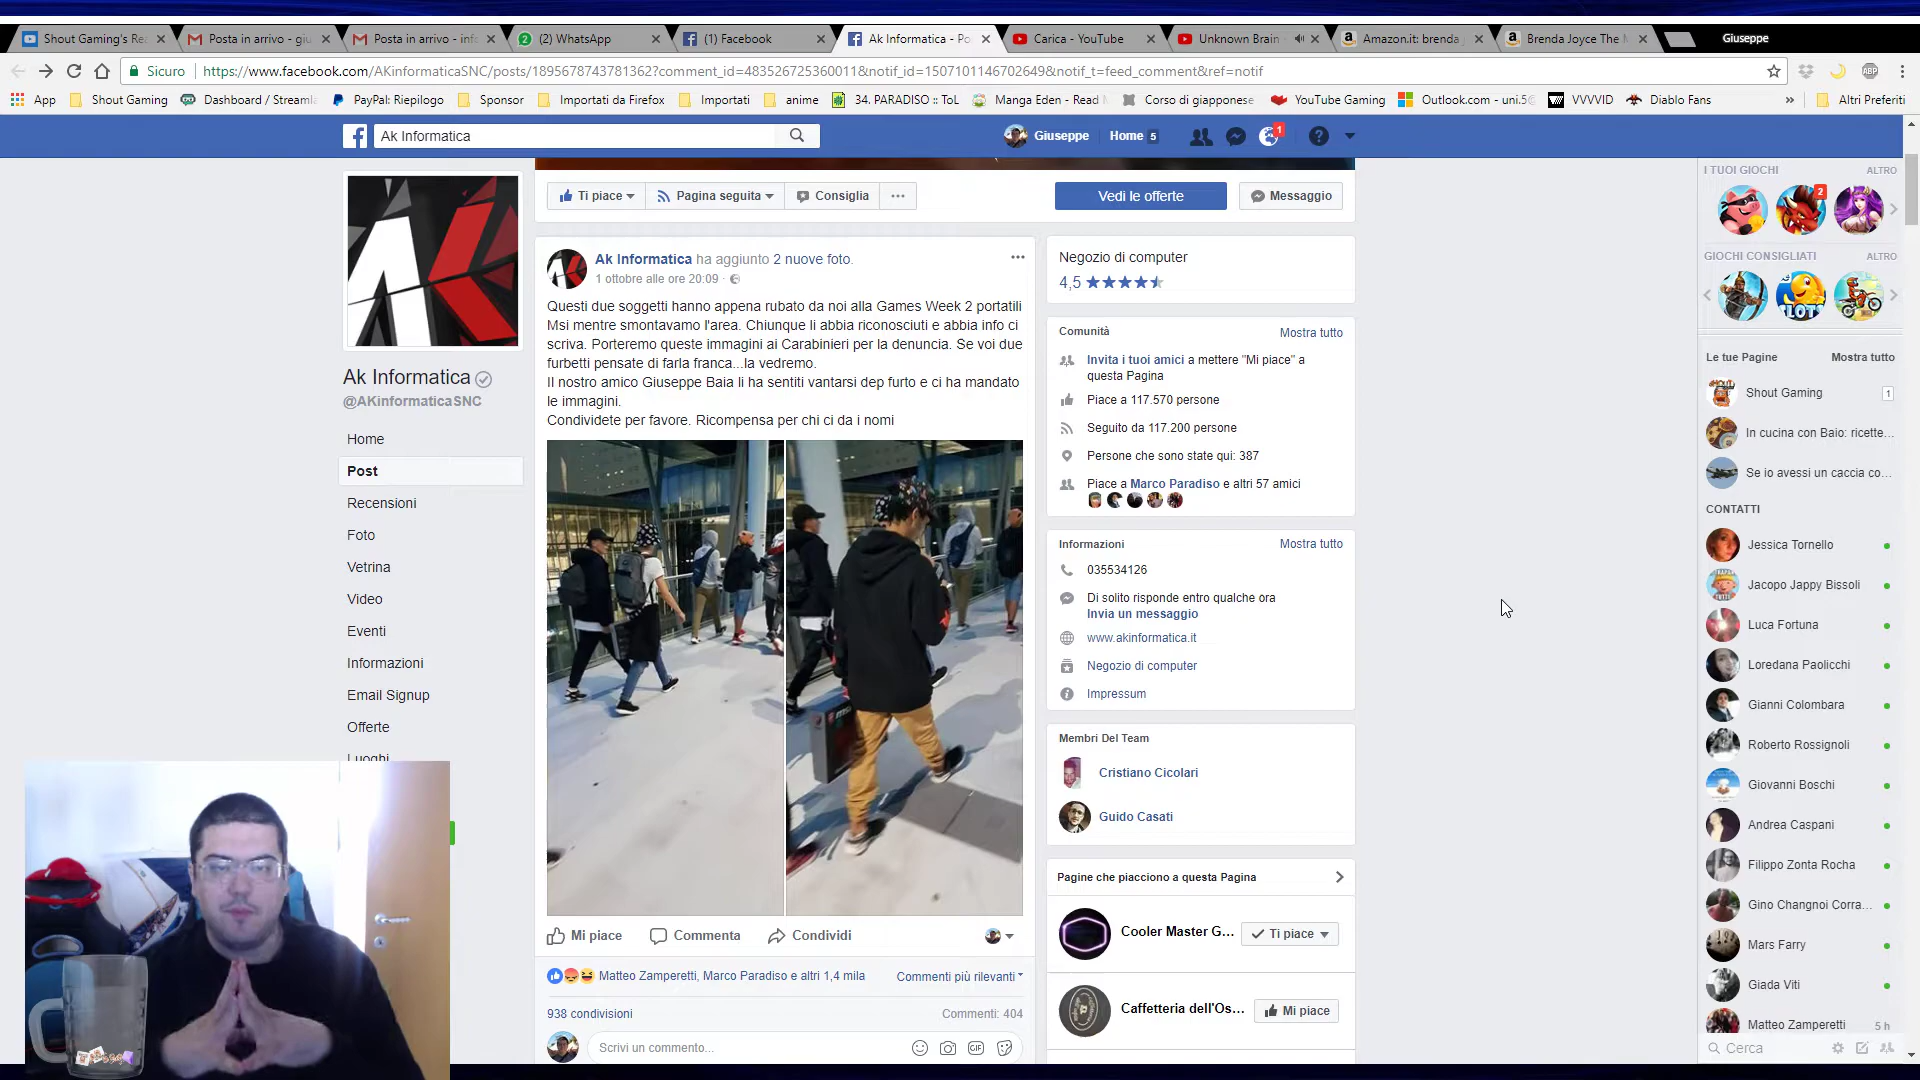 Shout Gaming's Re
Posta in arrivo - giu
Posta in arrivo - info
(2) WhatsApp
(1) Facebook
Ak Informatica - Po
Carica - YouTube
Unknown Brain
Amazon.it: brenda j
Brenda Joyce The M
Giuseppe
Sicuro
https://www.facebook.com/AKinformaticaSNC/posts/1895678743781362?comment_id=483526725360011&notif_id=1507101146702649&notif_t=feed_comment&ref=notif
App
Shout Gaming
Dashboard / Streamla
PayPal: Riepilogo
Sponsor
Importati da Firefox
Importati
anime
34. PARADISO :: ToL
Manga Eden - Read
Corso di giapponese
YouTube Gaming
Outlook.com - uni.5@
VVVVID
Diablo Fans
»
Altri Preferiti
Ak Informatica
Giuseppe
Home 5
1
Ti piace
Pagina seguita
Consiglia
Vedi le offerte
Messaggio
Ak Informatica
@AKinformaticaSNC
Home
Post
Recensioni
Foto
Vetrina
Video
Eventi
Informazioni
Email Signup
Offerte
Luoghi
Ak Informatica ha aggiunto 2 nuove foto.
1 ottobre alle ore 20:09 ·
Questi due soggetti hanno appena rubato da noi alla Games Week 2 portatili
Msi mentre smontavamo l'area. Chiunque li abbia riconosciuti e abbia info ci
scriva. Porteremo queste immagini ai Carabinieri per la denuncia. Se voi due
furbetti pensate di farla franca...la vedremo.
Il nostro amico Giuseppe Baia li ha sentiti vantarsi dep furto e ci ha mandato
le immagini.
Condividete per favore. Ricompensa per chi ci da i nomi
Mi piace
Commenta
Condividi
Matteo Zamperetti, Marco Paradiso e altri 1,4 mila
Commenti più rilevanti
938 condivisioni
Commenti: 404
Scrivi un commento...
GIF
Negozio di computer
4,5
Comunità
Mostra tutto
Invita i tuoi amici a mettere "Mi piace" a
questa Pagina
Piace a 117.570 persone
Seguito da 117.200 persone
Persone che sono state qui: 387
Piace a Marco Paradiso e altri 57 amici
Informazioni
Mostra tutto
035534126
Di solito risponde entro qualche ora
Invia un messaggio
www.akinformatica.it
Negozio di computer
Impressum
Membri Del Team
Cristiano Cicolari
Guido Casati
Pagine che piacciono a questa Pagina
Cooler Master G...
Ti piace
Caffetteria dell'Os...
Mi piace
I TUOI GIOCHI
ALTRO
2
GIOCHI CONSIGLIATI
ALTRO
SLOTS
Le tue Pagine
Mostra tutto
Shout Gaming
1
In cucina con Baio: ricette...
Se io avessi un caccia co...
CONTATTI
Jessica Tornello
Jacopo Jappy Bissoli
Luca Fortuna
Loredana Paolicchi
Gianni Colombara
Roberto Rossignoli
Giovanni Boschi
Andrea Caspani
Filippo Zonta Rocha
Gino Changnoi Corra...
Mars Farry
Giada Viti
Matteo Zamperetti
5 h
Cerca